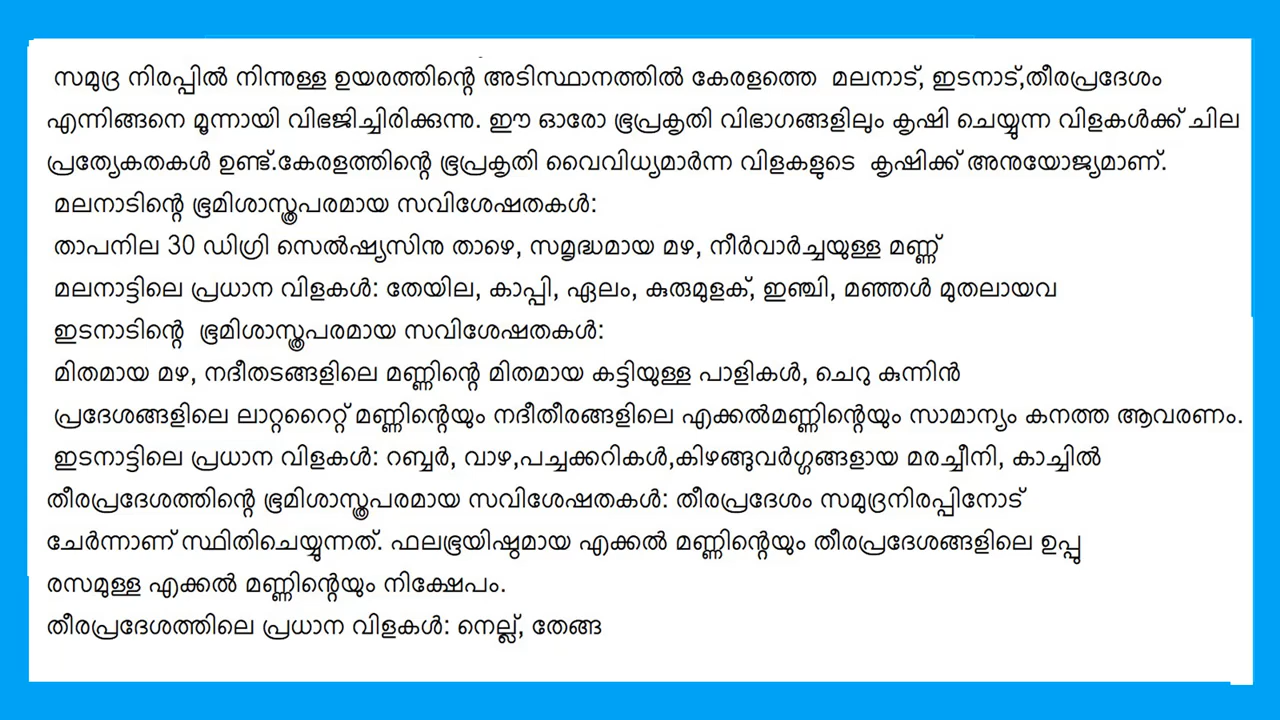 സമുദ്ര നിരപ്പിൽ നിന്നുള്ള ഉയരത്തിന്റെ അടിസ്ഥാനത്തിൽ കേരളത്തെ മലനാട്, ഇടനാട്,തീരപ്രദേശം
എന്നിങ്ങനെ മൂന്നായി വിഭജിച്ചിരിക്കുന്നു. ഈ ഓരോ ഭൂപ്രകൃതി വിഭാഗങ്ങളിലും കൃഷി ചെയ്യുന്ന വിളകൾക്ക് ചില
പ്രത്യേകതകൾ ഉണ്ട്.കേരളത്തിന്റെ ഭൂപ്രകൃതി വൈവിധ്യമാർന്ന വിളകളുടെ കൃഷിക്ക് അനുയോജ്യമാണ്.
മലനാടിന്റെ ഭൂമിശാസ്ത്രപരമായ സവിശേഷതകൾ:
താപനില 30 ഡിഗ്രി സെൽഷ്യസിനു താഴെ, സമൃദ്ധമായ മഴ, നീർവാർച്ചയുള്ള മണ്ണ്
മലനാട്ടിലെ പ്രധാന വിളകൾ: തേയില, കാപ്പി, ഏലം, കുരുമുളക്, ഇഞ്ചി, മഞ്ഞൾ മുതലായവ
ഇടനാടിന്റെ ഭൂമിശാസ്ത്രപരമായ സവിശേഷതകൾ:
മിതമായ മഴ, നദീതടങ്ങളിലെ മണ്ണിന്റെ മിതമായ കട്ടിയുള്ള പാളികൾ, ചെറു കുന്നിൻ
പ്രദേശങ്ങളിലെ ലാറ്ററൈറ്റ് മണ്ണിന്റെയും നദീതീരങ്ങളിലെ എക്കൽമണ്ണിന്റെയും സാമാന്യം കനത്ത ആവരണം.
ഇടനാട്ടിലെ പ്രധാന വിളകൾ: റബ്ബർ, വാഴ,പച്ചക്കറികൾ,കിഴങ്ങുവർഗ്ഗങ്ങളായ മരച്ചീനി, കാച്ചിൽ
തീരപ്രദേശത്തിന്റെ ഭൂമിശാസ്ത്രപരമായ സവിശേഷതകൾ: തീരപ്രദേശം സമുദ്രനിരപ്പിനോട്
ചേർന്നാണ് സ്ഥിതിചെയ്യുന്നത്. ഫലഭൂയിഷ്ഠമായ എക്കൽ മണ്ണിന്റെയും തീരപ്രദേശങ്ങളിലെ ഉപ്പു
രസമുള്ള എക്കൽ മണ്ണിന്റെയും നിക്ഷേപം.
തീരപ്രദേശത്തിലെ പ്രധാന വിളകൾ: നെല്ല്, തേങ്ങ